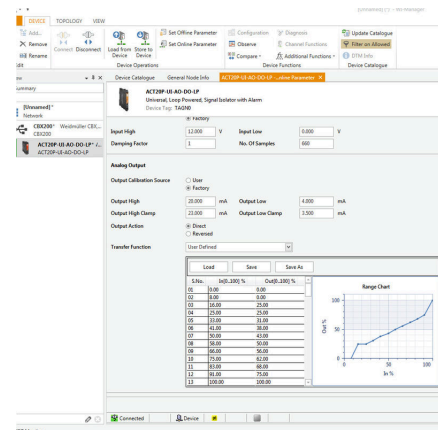 DEVICE TOPOLOGY VIEW
Add... Set Offline Parameter Configuration Diagnosis Update Catalogue
Remove Connect Disconnect Load from Device Store to Device Set Online Parameter Observe Channel Functions Filter on Allowed
Rename Compare Additional Functions DTM Info
Edit Device Operations Device Functions Device Catalogue
Device Catalogue General Node Info ACT20P-UI-AO-DO-LP
ACT20P-UI-AO-DO-LP
Universal, Loop Powered, Signal Isolator with Alarm
Device Tag: TAGN0
[Unnamed]*
Network
CBX200* Weidmüller CBX...
CBX200
ACT20P-UI-AO-DO-LP*
ACT20P-UI-AO-DO-LP
Factory
Input High 12.000 V Input Low 0.000 V
Damping Factor 1 No. Of Samples 660
Analog Output
Output Calibration Source User
Factory
Output High 20.000 mA Output Low 4.000 mA
Output High Clamp 23.000 mA Output Low Clamp 3.500 mA
Output Action Direct
Reversed
Transfer Function User Defined
Load Save Save As
S.No. In[0..100] % Out[0..100] %
01 0.00 0.00
02 8.00 0.00
03 16.00 25.00
04 25.00 25.00
05 33.00 31.00
06 41.00 38.00
07 50.00 43.00
08 58.00 50.00
09 66.00 56.00
10 75.00 62.00
11 83.00 68.00
12 91.00 75.00
13 100.00 100.00
Range Chart
100
50
0
Out %
0 50 100
In %
Connected Device